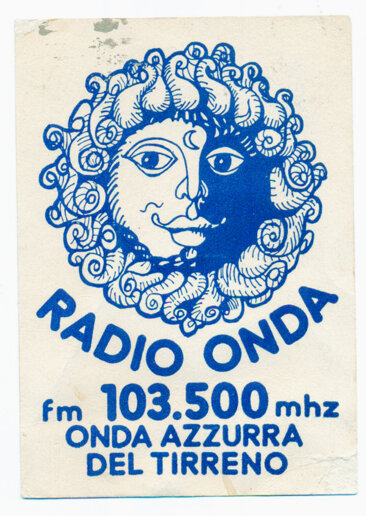 RADIO ONDA
fm 103.500 mhz
ONDA AZZURRA
DEL TIRRENO